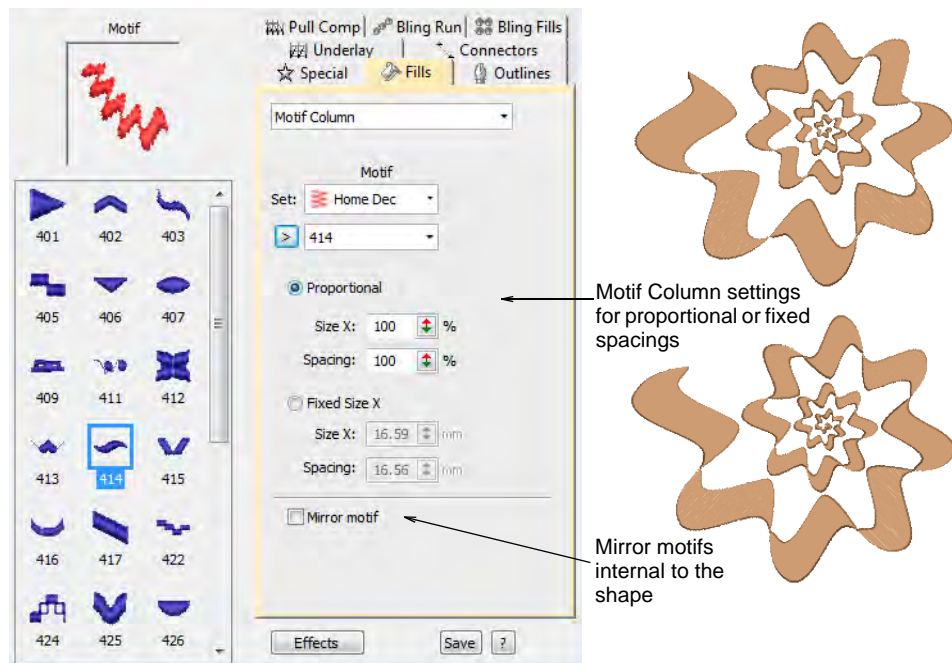 Motif
401 402 403
405 406 407
409 411 412
413 414 415
416 417 422
424 425 426
Pull Comp Bling Run Bling Fills
Underlay Connectors
Special Fills Outlines
Motif Column
Motif
Set: Home Dec
> 414
Proportional
Size X: 100 %
Spacing: 100 %
Fixed Size X
Size X: 16.59 mm
Spacing: 16.56 mm
Mirror motif
Effects Save ?
Motif Column settings
for proportional or fixed
spacings
Mirror motifs
internal to the
shape